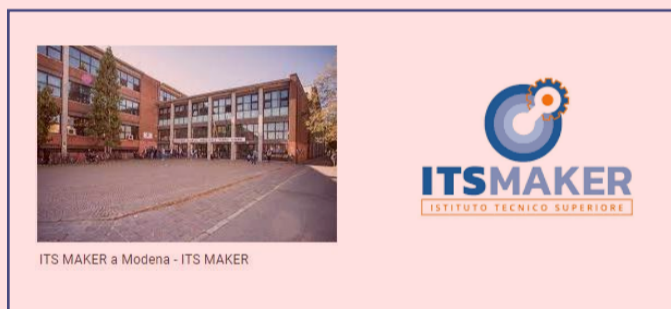 ITS MAKER a Modena - ITS MAKER
ITSMAKER
ISTITUTO TECNICO SUPERIORE